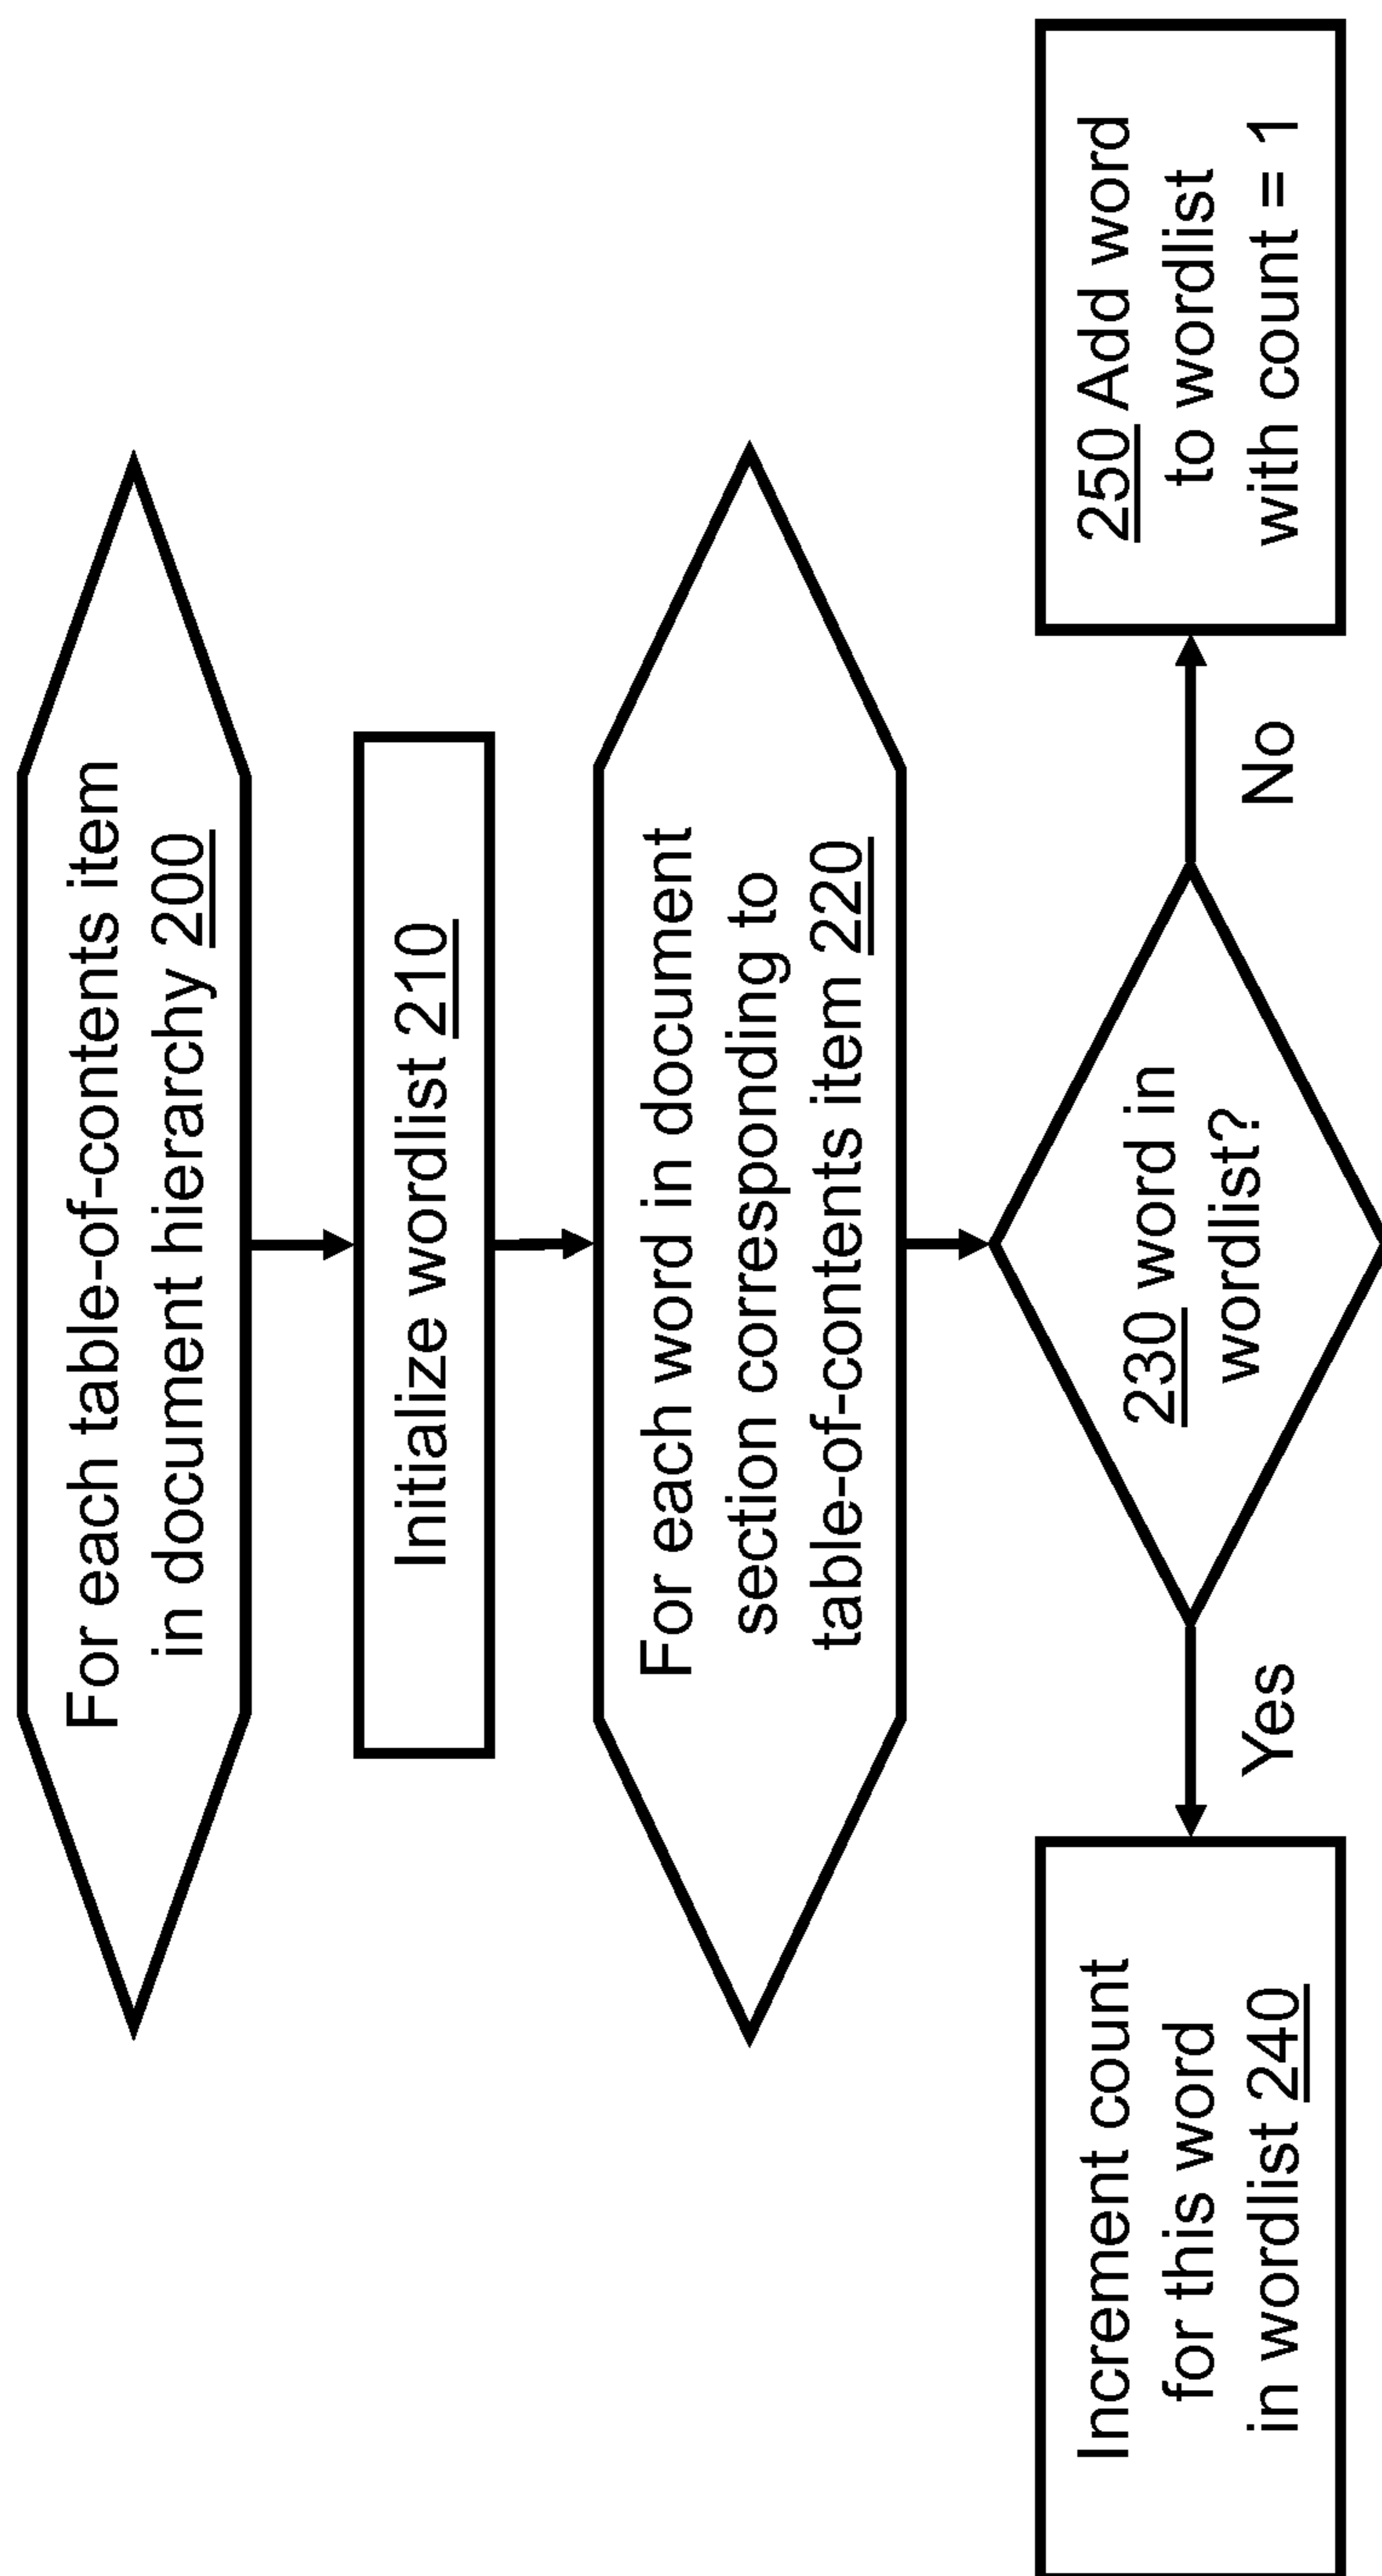 For each table-of-contents item
in document hierarchy 200
Initialize wordlist 210
For each word in document
section corresponding to
table-of-contents item 220
230 word in
wordlist?
Yes
No
Increment count
for this word
in wordlist 240
250 Add word
to wordlist
with count = 1